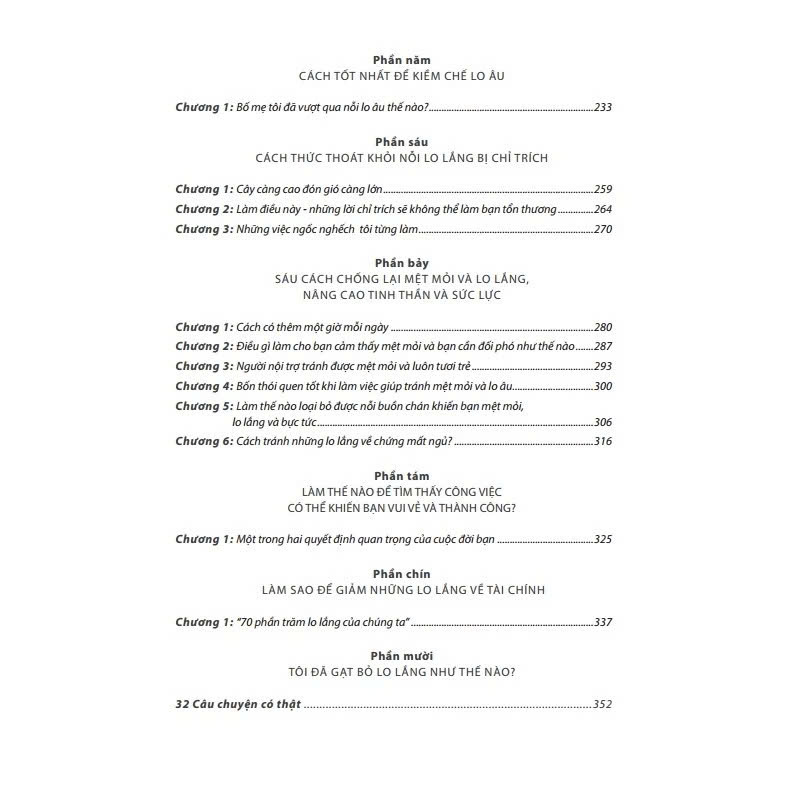 Phần năm
CÁCH TỐT NHẤT ĐỂ KIỀM CHẾ LO ÂU
Chương 1: Bố mẹ tôi đã vượt qua nỗi lo âu thế nào?..........233
Phần sáu
CÁCH THỨC THOÁT KHỎI NỖI LO LẮNG BỊ CHỈ TRÍCH
Chương 1: Cây càng cao đón gió càng lớn..........259
Chương 2: Làm điều này - những lời chỉ trích sẽ không thể làm bạn tổn thương..........264
Chương 3: Những việc ngốc nghếch tôi từng làm..........270
Phần bảy
SÁU CÁCH CHỐNG LẠI MỆT MỎI VÀ LO LẮNG,
NÂNG CAO TINH THẦN VÀ SỨC LỰC
Chương 1: Cách có thêm một giờ mỗi ngày..........280
Chương 2: Điều gì làm cho bạn cảm thấy mệt mỏi và bạn cần đối phó như thế nào......287
Chương 3: Người nội trợ tránh được mệt mỏi và luôn tươi trẻ..........293
Chương 4: Bốn thói quen tốt khi làm việc giúp tránh mệt mỏi và lo âu..........300
Chương 5: Làm thế nào loại bỏ được nỗi buồn chán khiến bạn mệt mỏi,
lo lắng và bực tức..........306
Chương 6: Cách tránh những lo lắng về chứng mất ngủ?..........316
Phần tám
LÀM THẾ NÀO ĐỂ TÌM THẤY CÔNG VIỆC
CÓ THỂ KHIẾN BẠN VUI VẺ VÀ THÀNH CÔNG?
Chương 1: Một trong hai quyết định quan trọng của cuộc đời bạn..........325
Phần chín
LÀM SAO ĐỂ GIẢM NHỮNG LO LẮNG VỀ TÀI CHÍNH
Chương 1: "70 phần trăm lo lắng của chúng ta"..........337
Phần mười
TÔI ĐÃ GẠT BỎ LO LẮNG NHƯ THẾ NÀO?
32 Câu chuyện có thật..........352